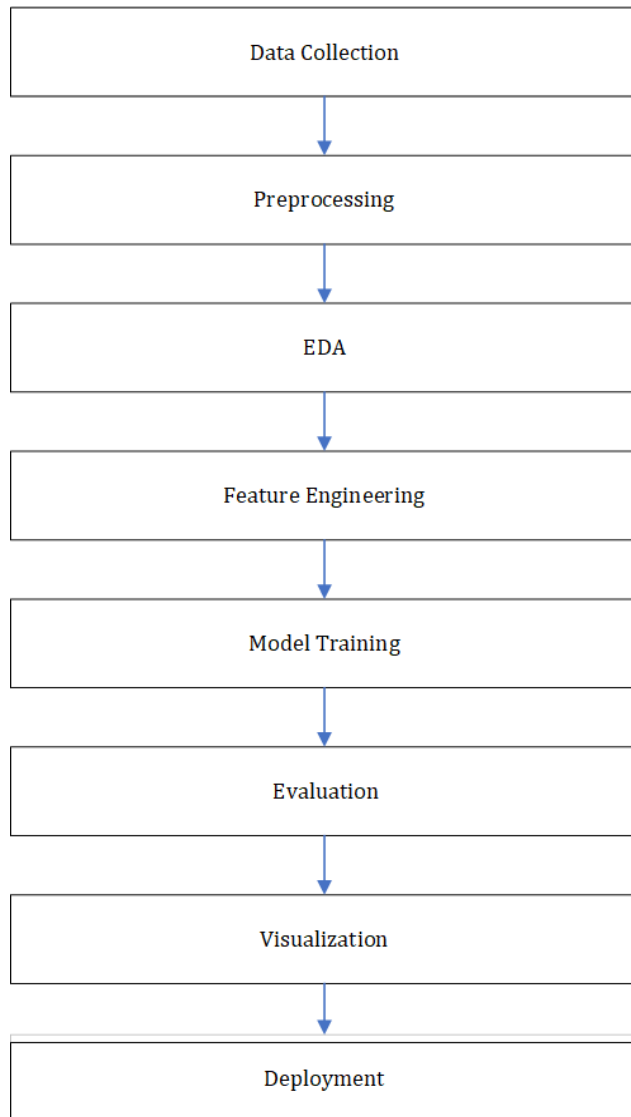 Data Collection
Preprocessing
EDA
Feature Engineering
Model Training
Evaluation
Visualization
Deployment